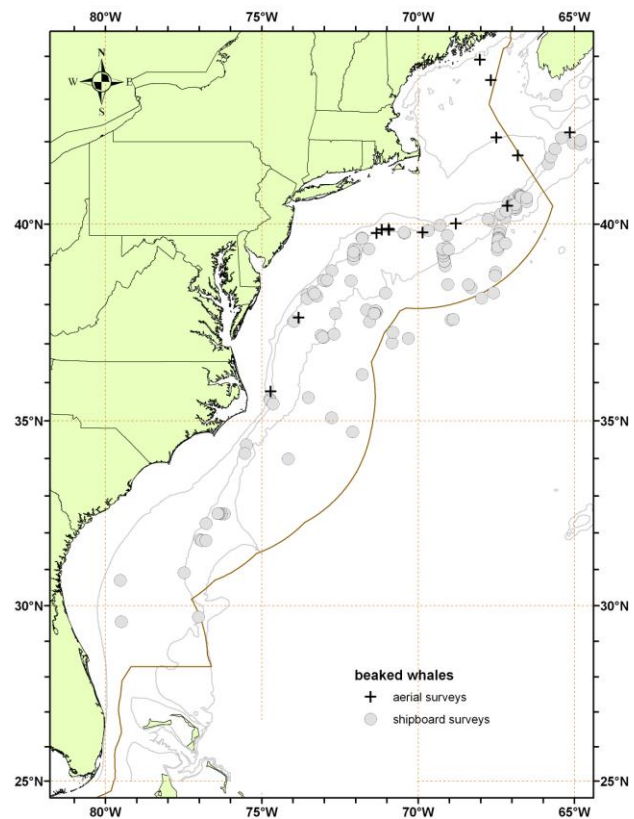 80°W 75°W 70°W 65°W
N
W E
S
40°N 40°N
35°N 35°N
30°N 30°N
beaked whales
aerial surveys
shipboard surveys
25°N 25°N
80°W 75°W 70°W 65°W